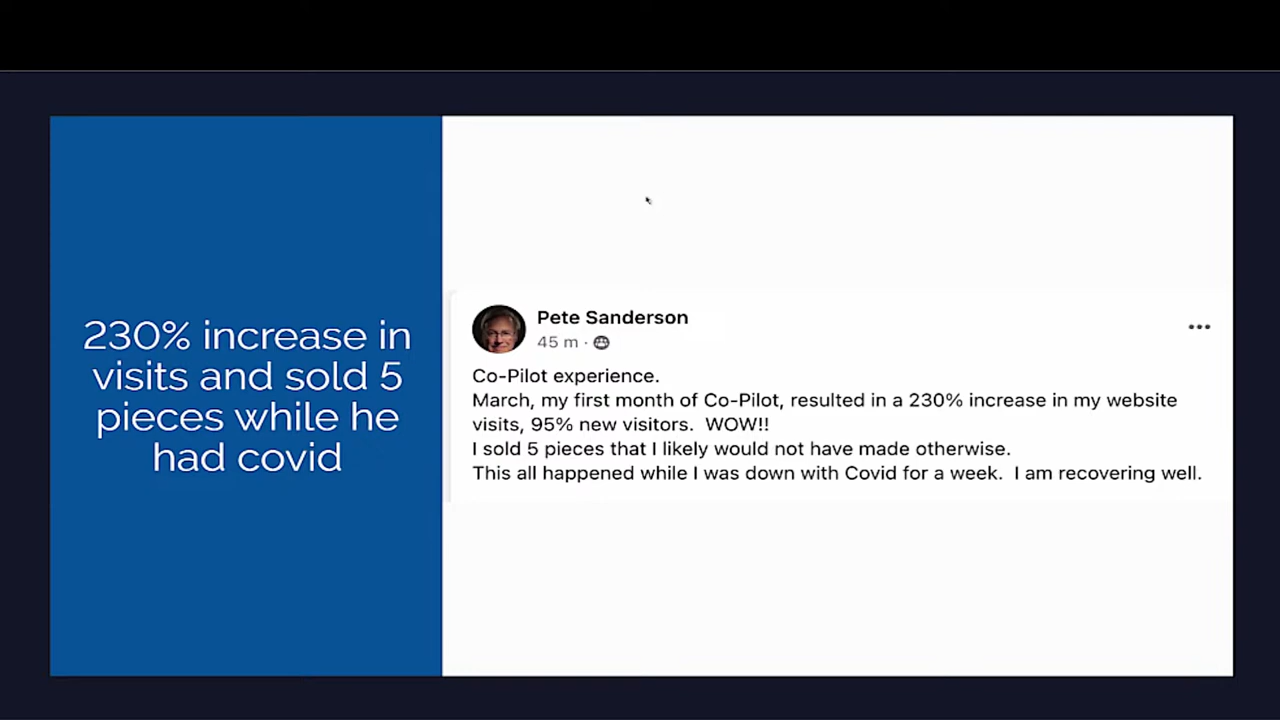 230% increase in
visits and sold 5
pieces while he
had covid
Pete Sanderson
45 m ·
Co-Pilot experience.
March, my first month of Co-Pilot, resulted in a 230% increase in my website
visits, 95% new visitors.  WOW!!
I sold 5 pieces that I likely would not have made otherwise.
This all happened while I was down with Covid for a week.  I am recovering well.